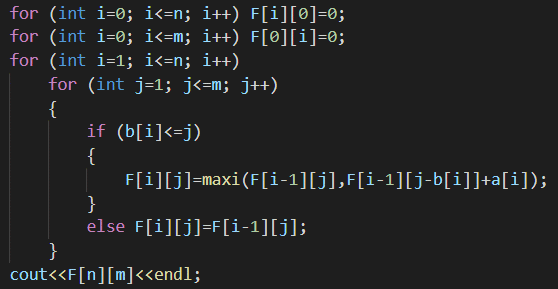 for (int i=0; i<=n; i++) F[i][0]=0;
for (int i=0; i<=m; i++) F[0][i]=0;
for (int i=1; i<=n; i++)
    for (int j=1; j<=m; j++)
    {
        if (b[i]<=j)
        {
            F[i][j]=maxi(F[i-1][j],F[i-1][j-b[i]]+a[i]);
        }
        else F[i][j]=F[i-1][j];
    }
cout<<F[n][m]<<endl;